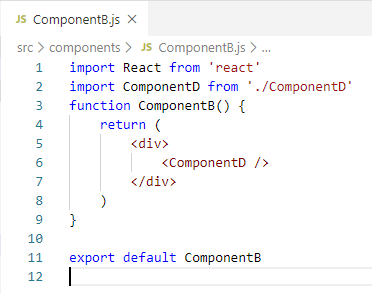 JS ComponentB.js ×
src > components > JS ComponentB.js > ...
1 import React from 'react'
2 import ComponentD from './ComponentD'
3 function ComponentB() {
4     return (
5         <div>
6             <ComponentD />
7         </div>
8     )
9 }
10
11 export default ComponentB
12